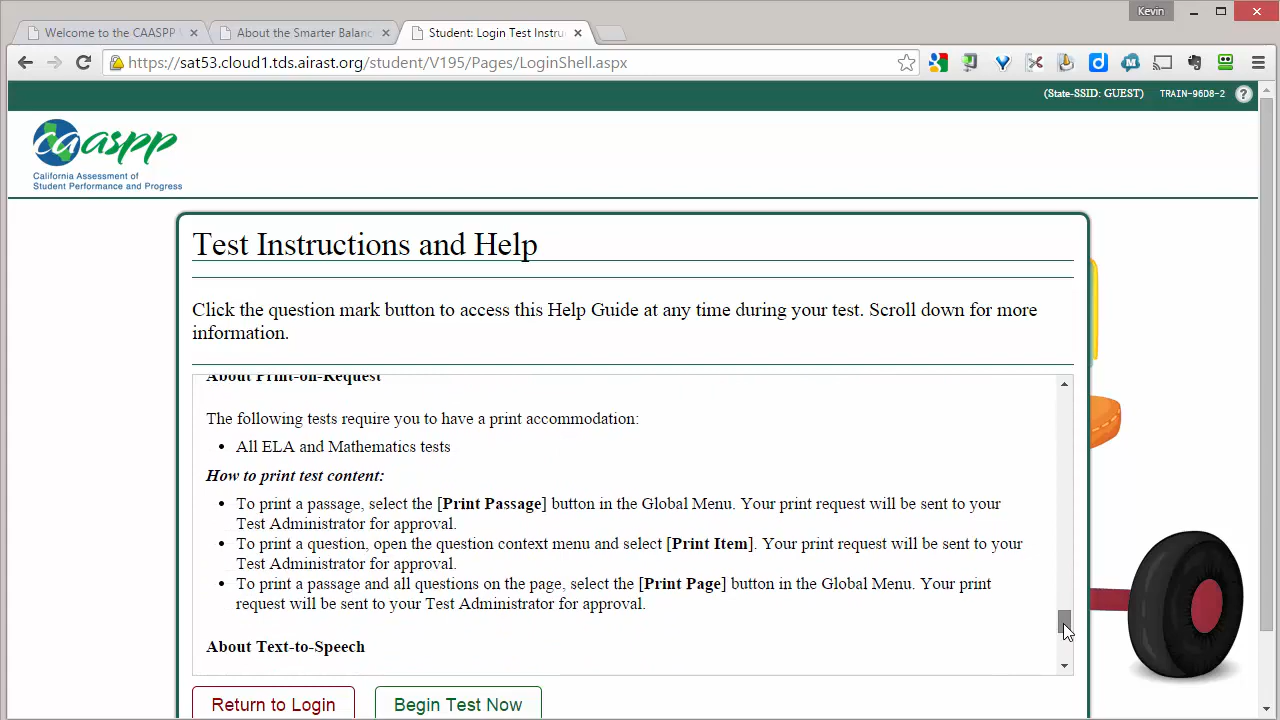 Kevin
Welcome to the CAASPP
About the Smarter Balanc
Student: Login Test Instru
https://sat53.cloud1.tds.airast.org/student/V195/Pages/LoginShell.aspx
(State-SSID: GUEST) TRAIN-96D8-2 ?
caaspp
California Assessment of
Student Performance and Progress
Test Instructions and Help
Click the question mark button to access this Help Guide at any time during your test. Scroll down for more
information.
About Print-on-Request
The following tests require you to have a print accommodation:
• All ELA and Mathematics tests
How to print test content:
• To print a passage, select the [Print Passage] button in the Global Menu. Your print request will be sent to your
Test Administrator for approval.
• To print a question, open the question context menu and select [Print Item]. Your print request will be sent to your
Test Administrator for approval.
• To print a passage and all questions on the page, select the [Print Page] button in the Global Menu. Your print
request will be sent to your Test Administrator for approval.
About Text-to-Speech
Return to Login
Begin Test Now